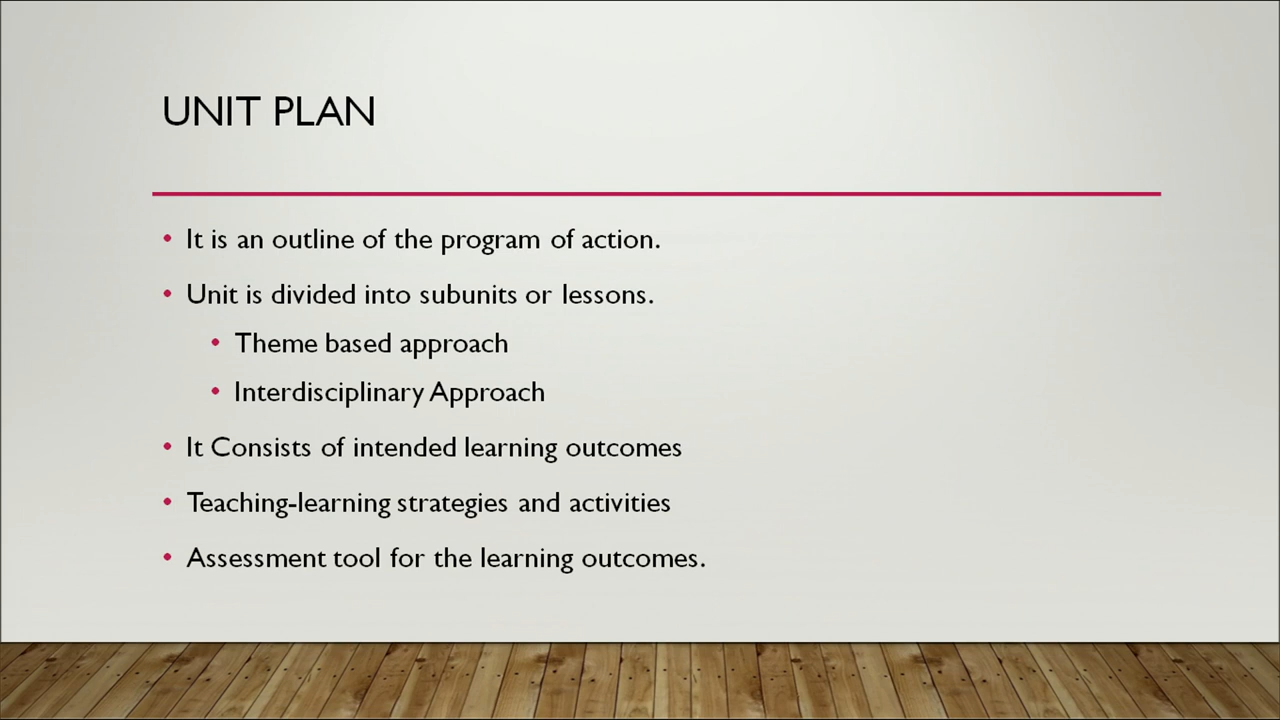 UNIT PLAN
• It is an outline of the program of action.
• Unit is divided into subunits or lessons.
• Theme based approach
• Interdisciplinary Approach
• It Consists of intended learning outcomes
• Teaching-learning strategies and activities
• Assessment tool for the learning outcomes.